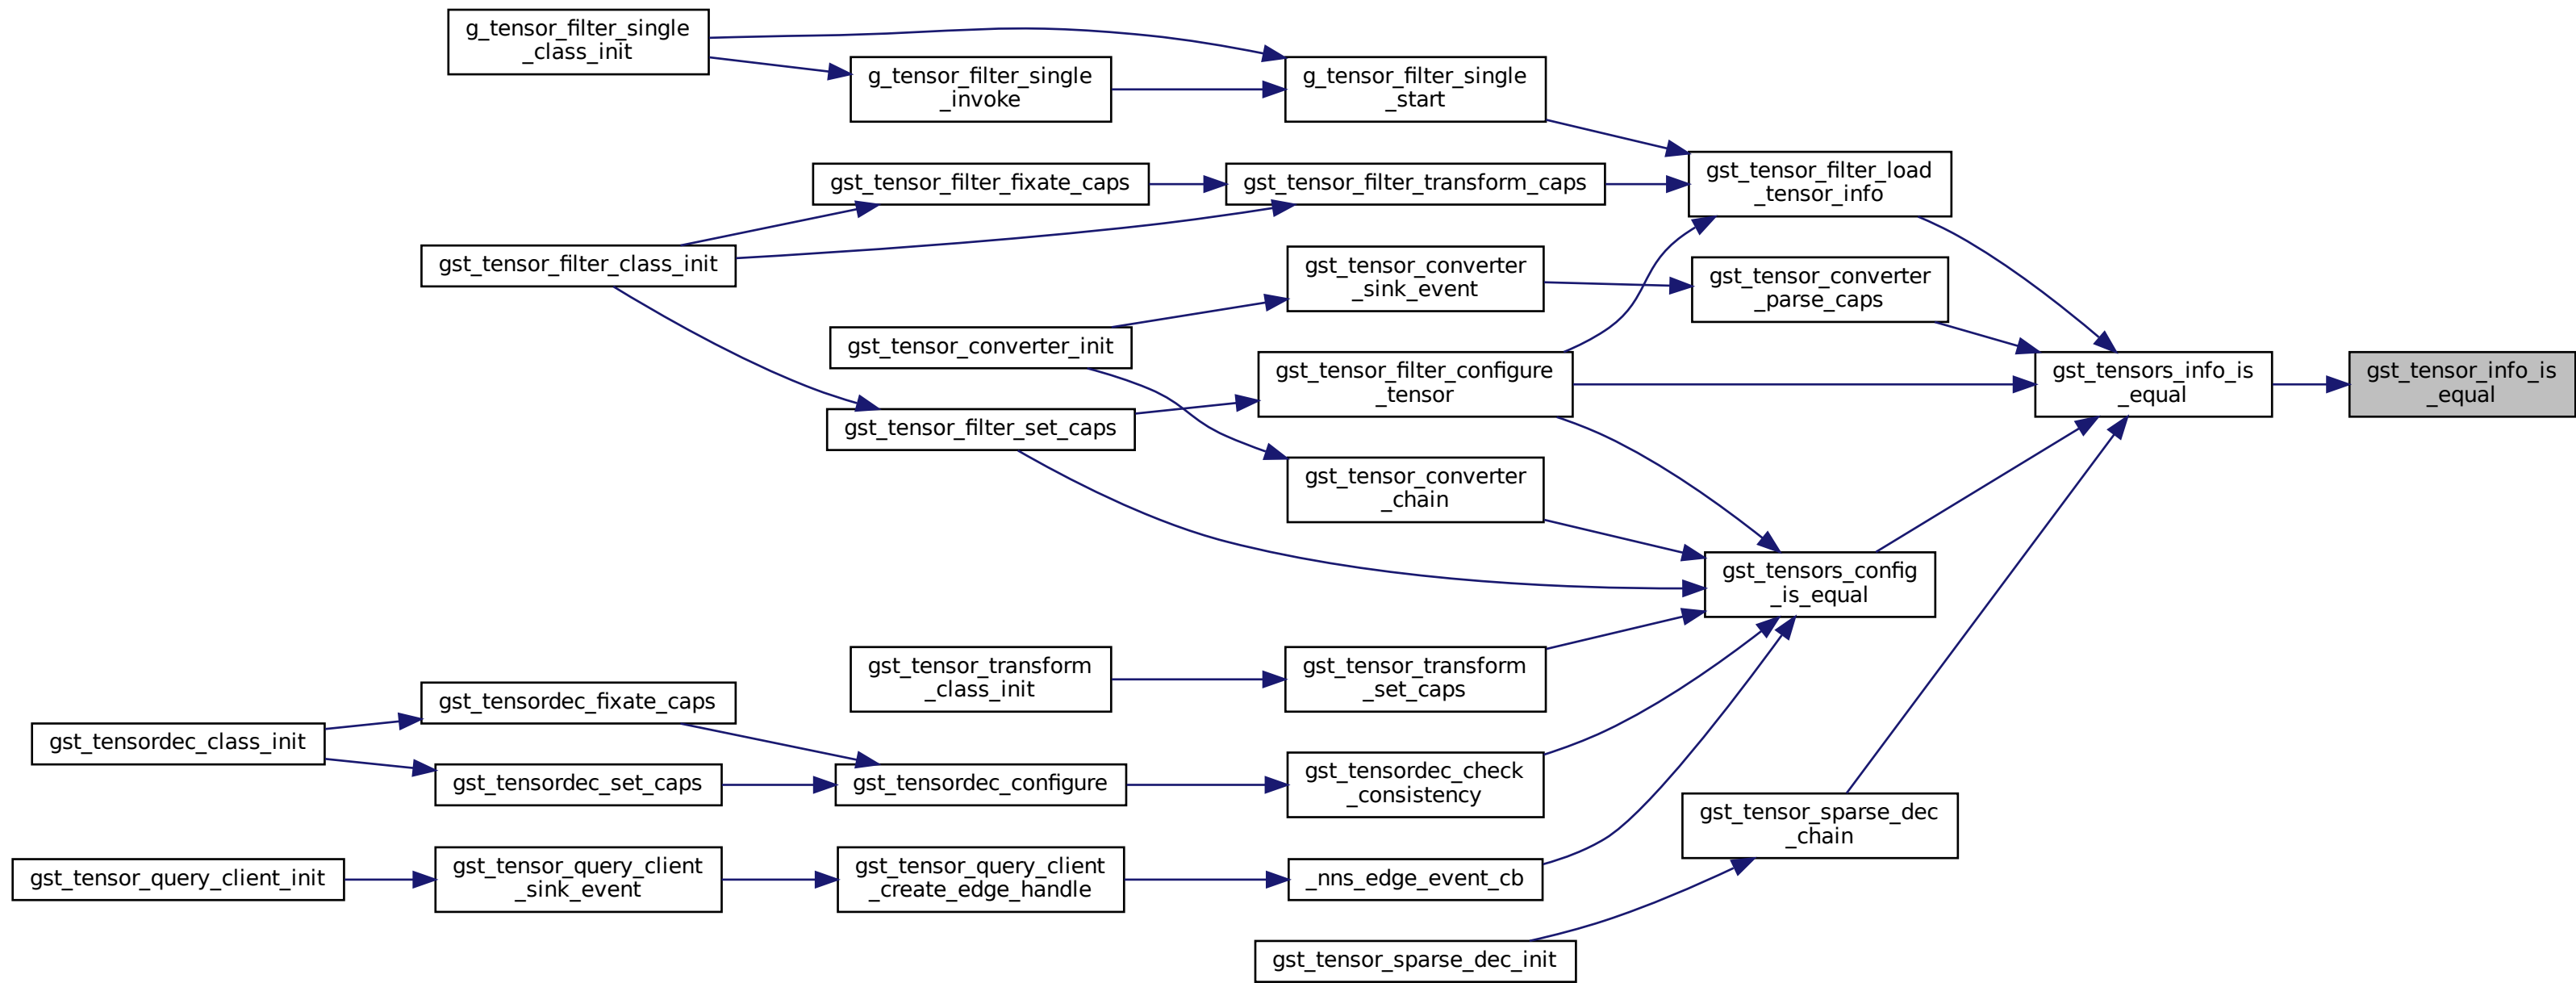 g_tensor_filter_single
_class_init
g_tensor_filter_single
_invoke
g_tensor_filter_single
_start
gst_tensor_filter_load
_tensor_info
gst_tensor_filter_fixate_caps
gst_tensor_filter_transform_caps
gst_tensor_filter_class_init
gst_tensor_converter
_sink_event
gst_tensor_converter
_parse_caps
gst_tensor_converter_init
gst_tensor_filter_configure
_tensor
gst_tensors_info_is
_equal
gst_tensor_info_is
_equal
gst_tensor_filter_set_caps
gst_tensor_converter
_chain
gst_tensors_config
_is_equal
gst_tensor_transform
_class_init
gst_tensor_transform
_set_caps
gst_tensordec_fixate_caps
gst_tensordec_class_init
gst_tensordec_set_caps
gst_tensordec_configure
gst_tensordec_check
_consistency
gst_tensor_sparse_dec
_chain
gst_tensor_query_client_init
gst_tensor_query_client
_sink_event
gst_tensor_query_client
_create_edge_handle
_nns_edge_event_cb
gst_tensor_sparse_dec_init